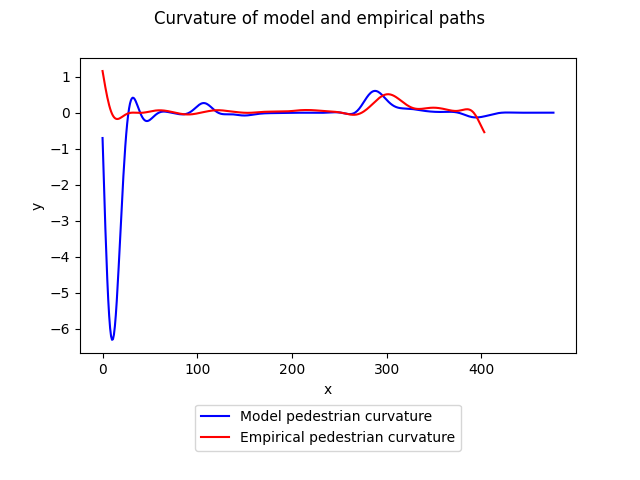 Curvature of model and empirical paths
1
0
−1
−2
−3
−4
−5
−6
y
0 100 200 300 400
x
Model pedestrian curvature
Empirical pedestrian curvature